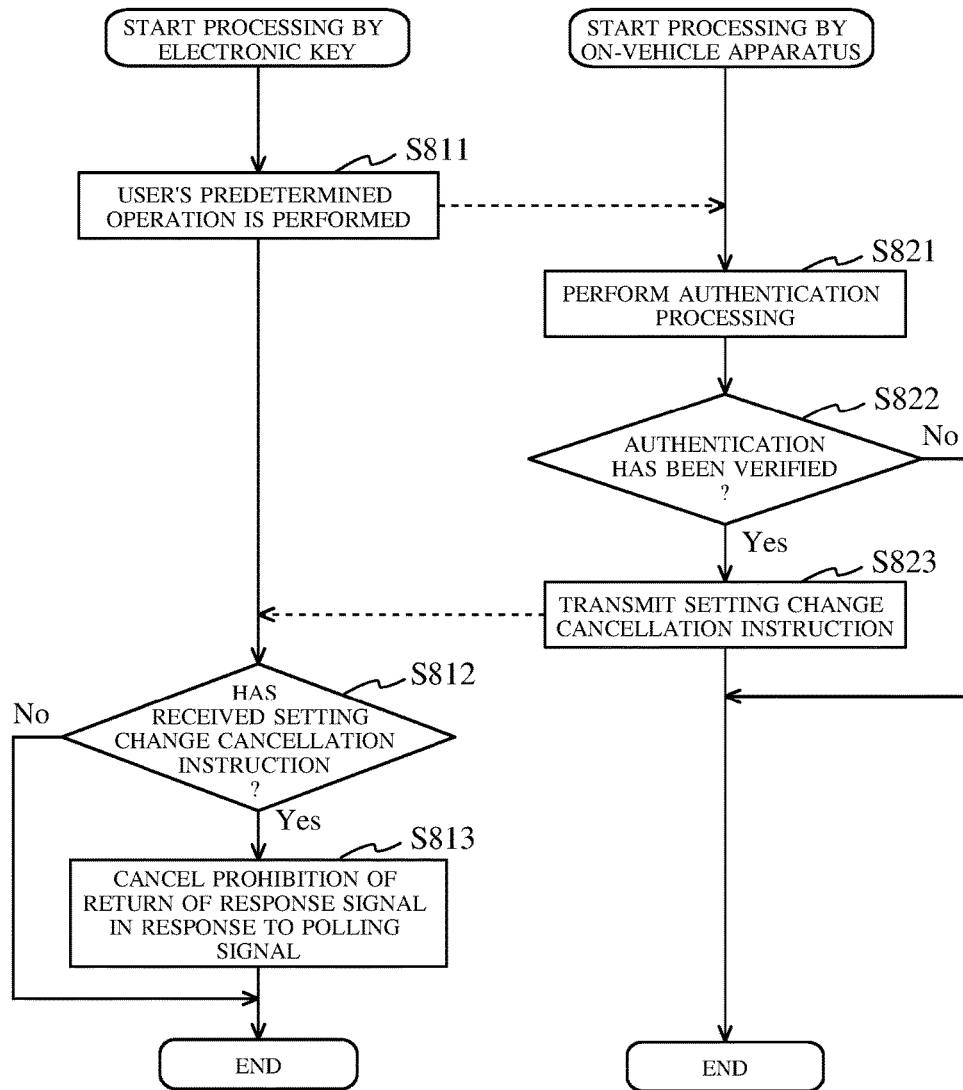 START PROCESSING BY
ELECTRONIC KEY
START PROCESSING BY
ON-VEHICLE APPARATUS
S811
USER'S PREDETERMINED
OPERATION IS PERFORMED
S821
PERFORM AUTHENTICATION
PROCESSING
S822
AUTHENTICATION
HAS BEEN VERIFIED
?
No
Yes
S823
TRANSMIT SETTING CHANGE
CANCELLATION INSTRUCTION
S812
HAS
RECEIVED SETTING
CHANGE CANCELLATION
INSTRUCTION
?
No
Yes
S813
CANCEL PROHIBITION OF
RETURN OF RESPONSE SIGNAL
IN RESPONSE TO POLLING
SIGNAL
END
END